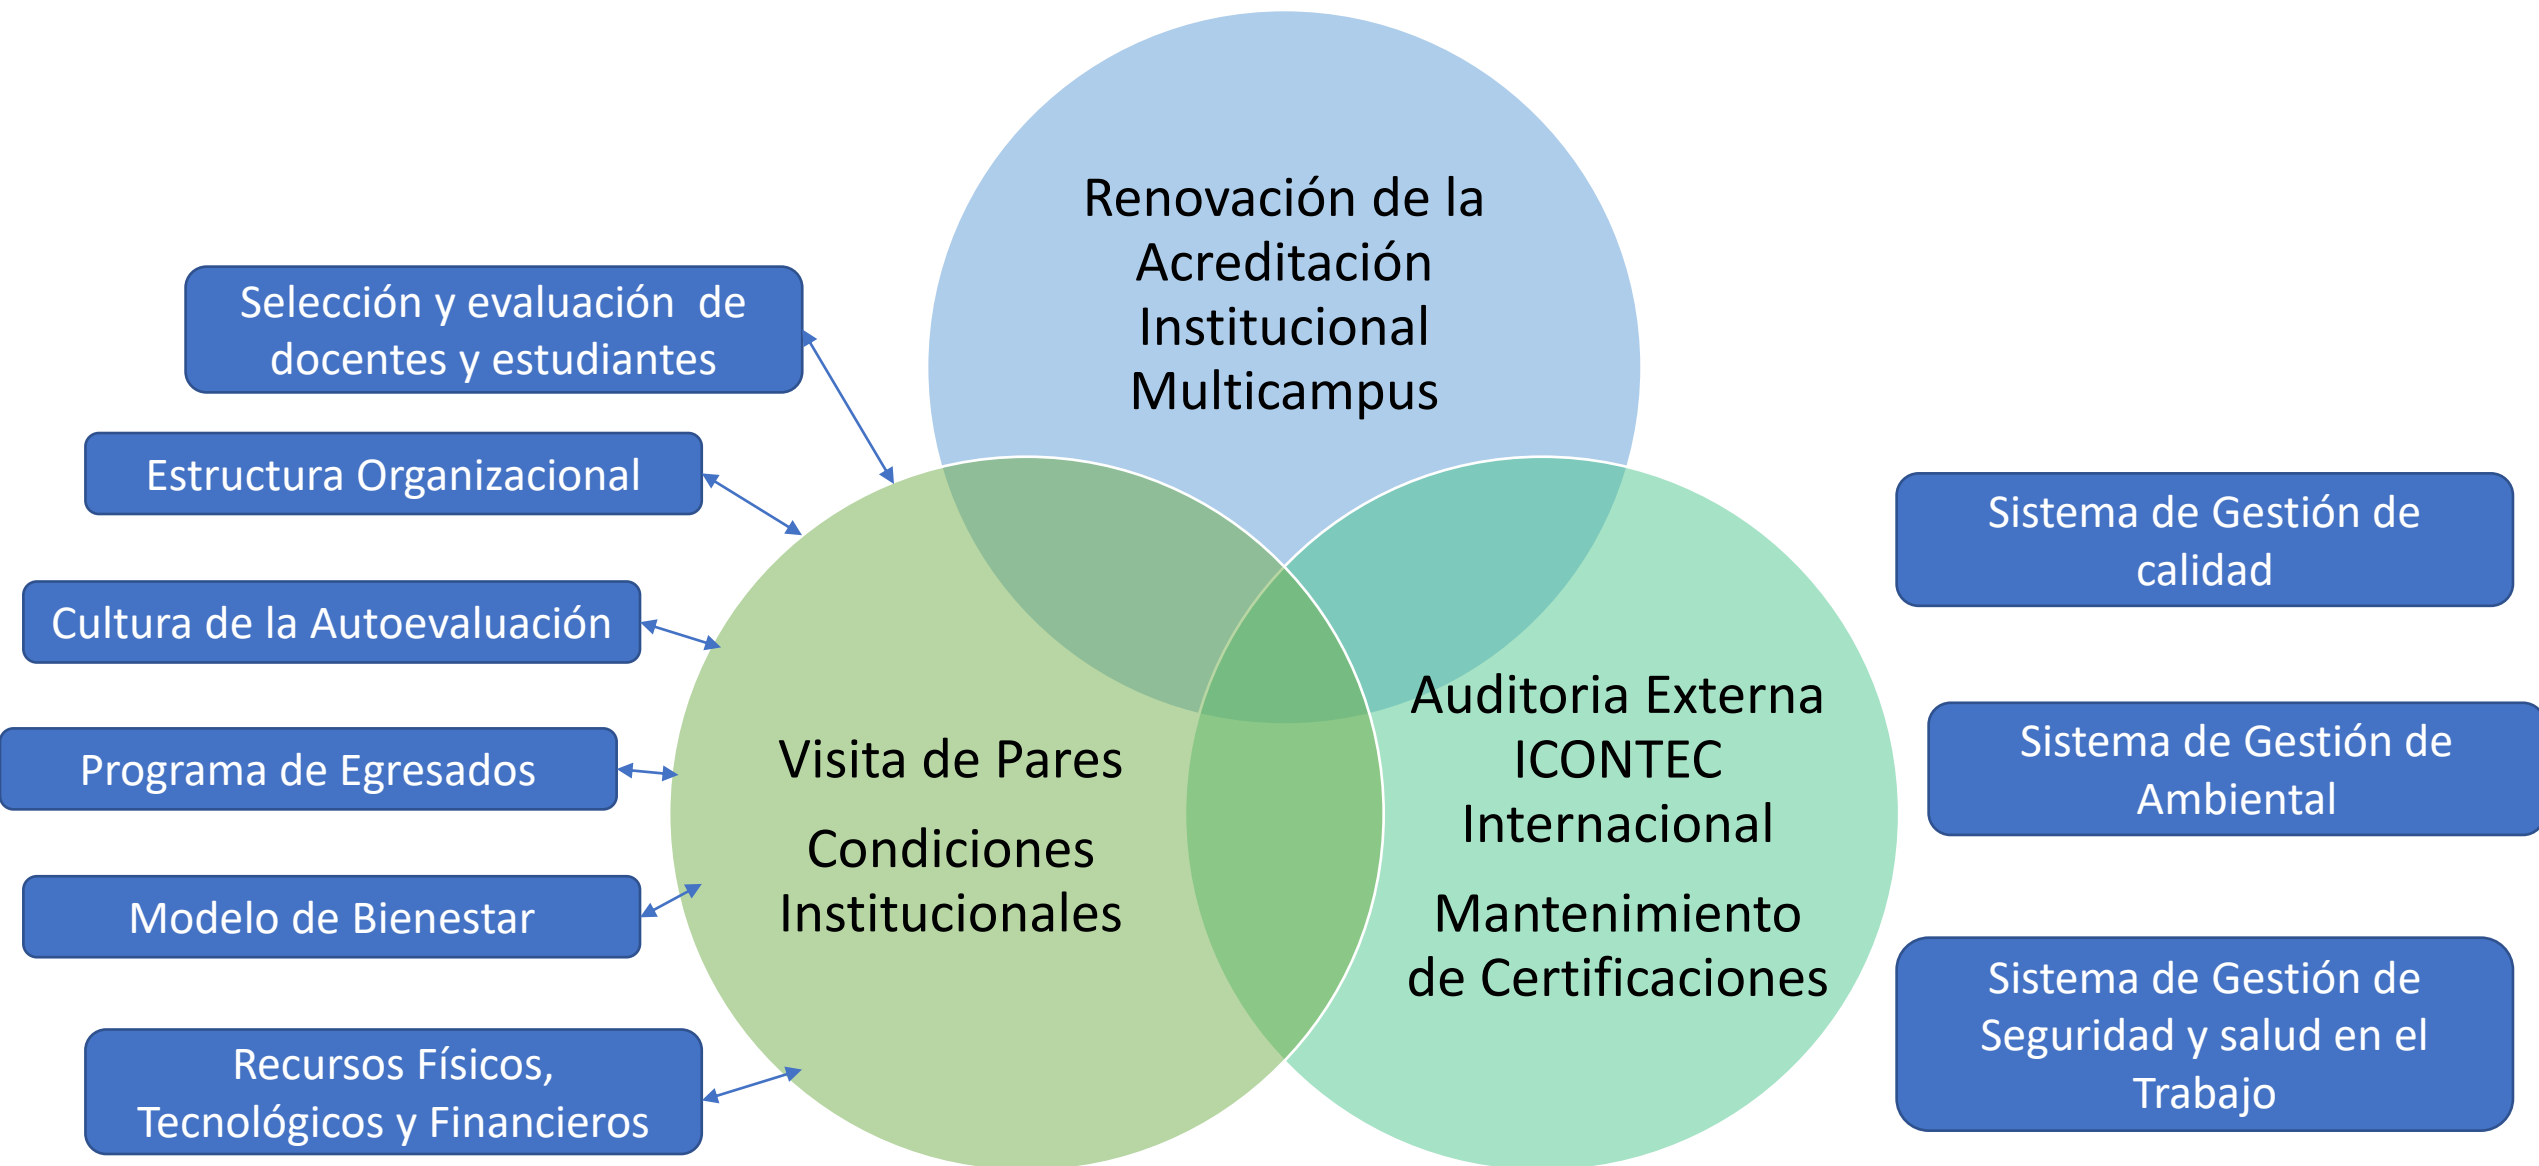 Renovación de la
Acreditación
Institucional
Multicampus
Selección y evaluación  de
docentes y estudiantes
Estructura Organizacional
Cultura de la Autoevaluación
Programa de Egresados
Modelo de Bienestar
Recursos Físicos,
Tecnológicos y Financieros
Visita de Pares
Condiciones
Institucionales
Auditoria Externa
ICONTEC
Internacional
Mantenimiento
de Certificaciones
Sistema de Gestión de
calidad
Sistema de Gestión de
Ambiental
Sistema de Gestión de
Seguridad y salud en el
Trabajo